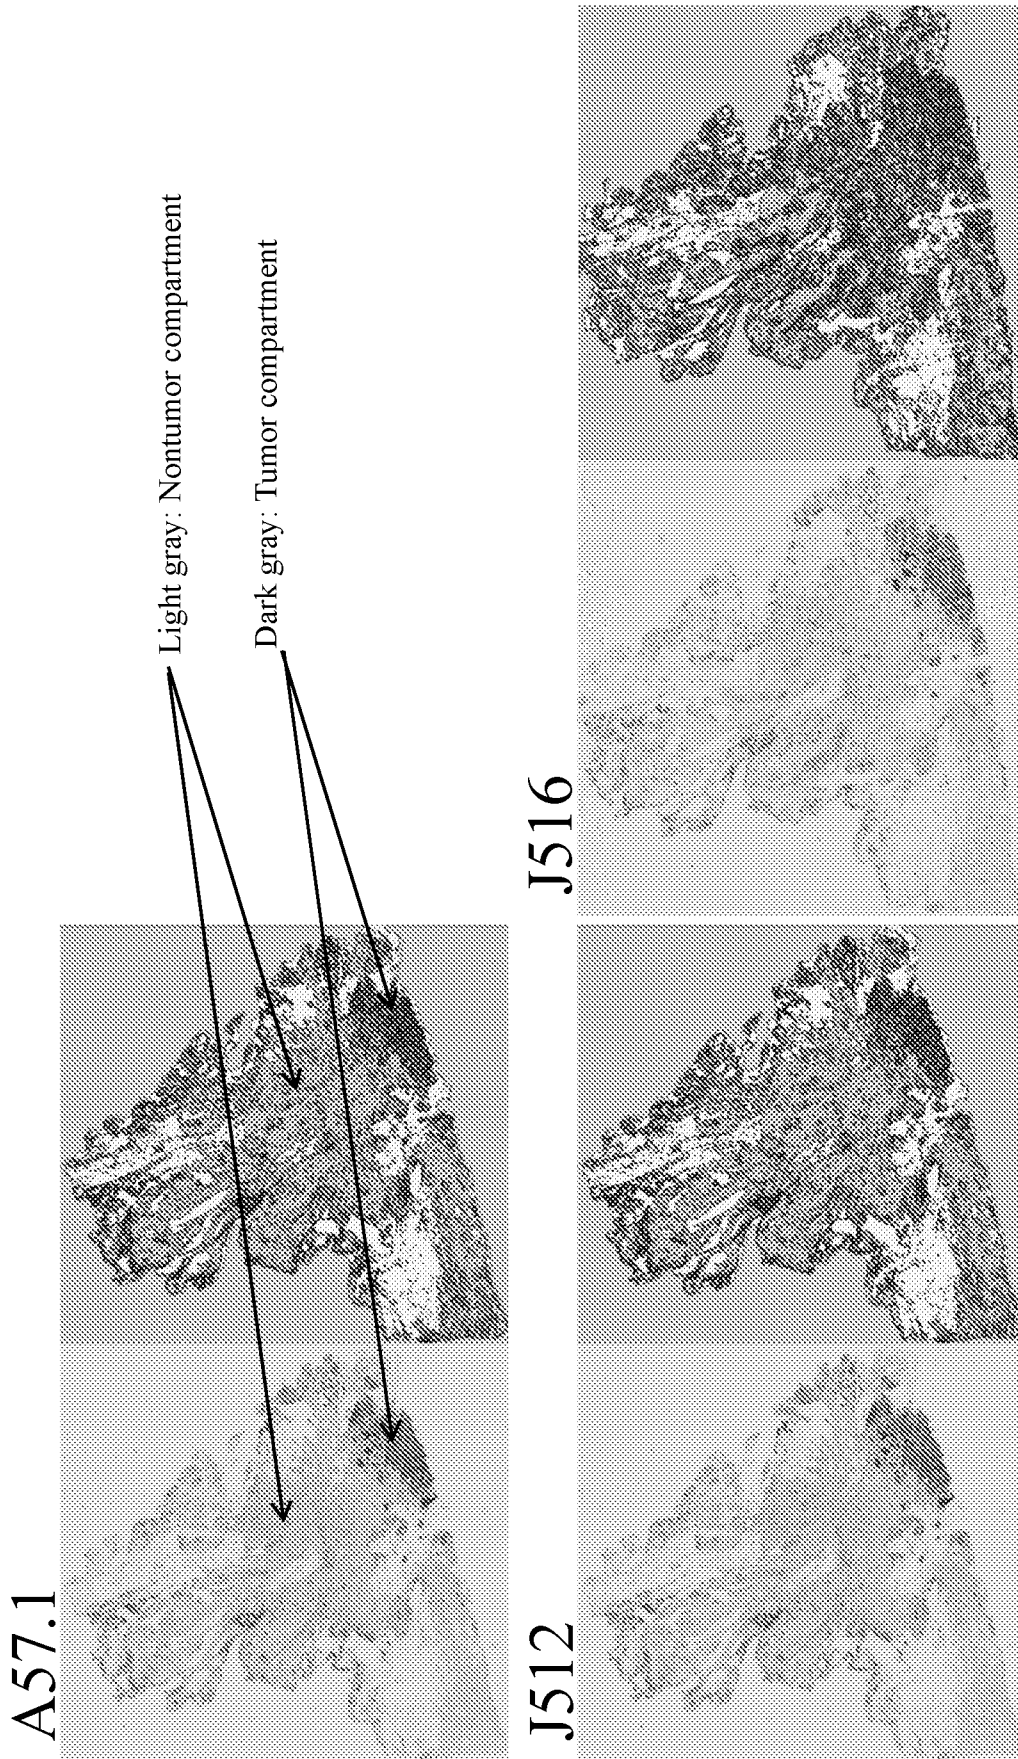 A57.1
Light gray: Nontumor compartment
Dark gray: Tumor compartment
J512
J516